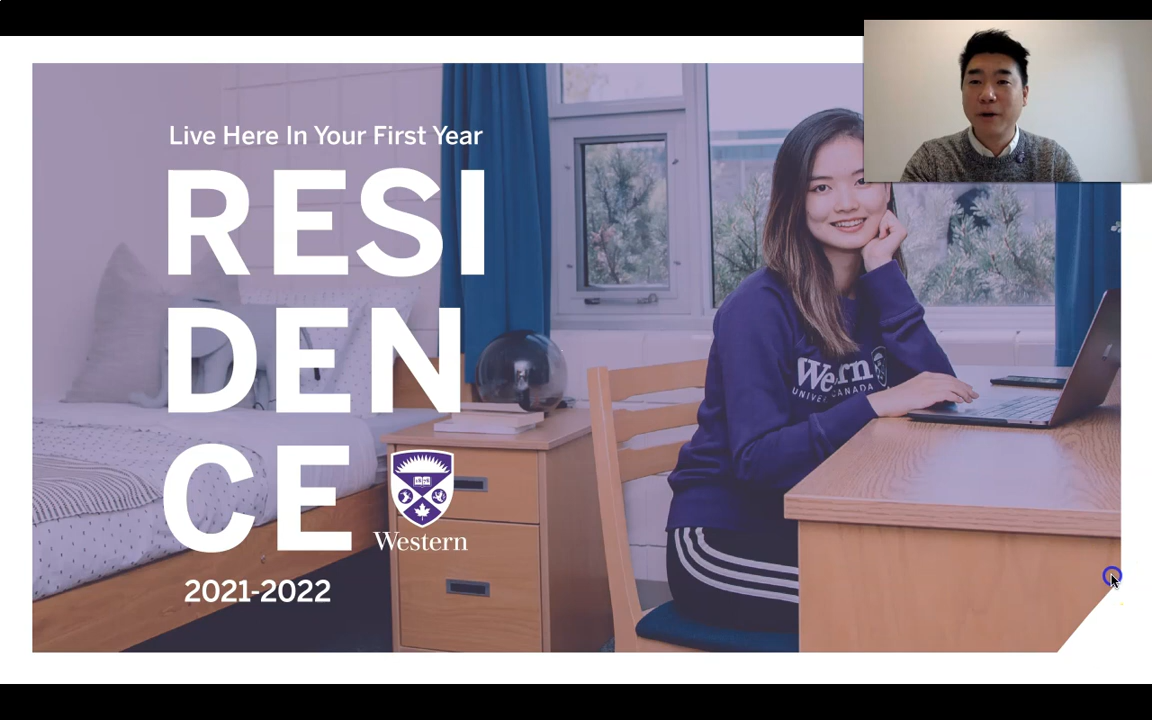 Live Here In Your First Year
RESI
DEN
CE
Western
2021-2022